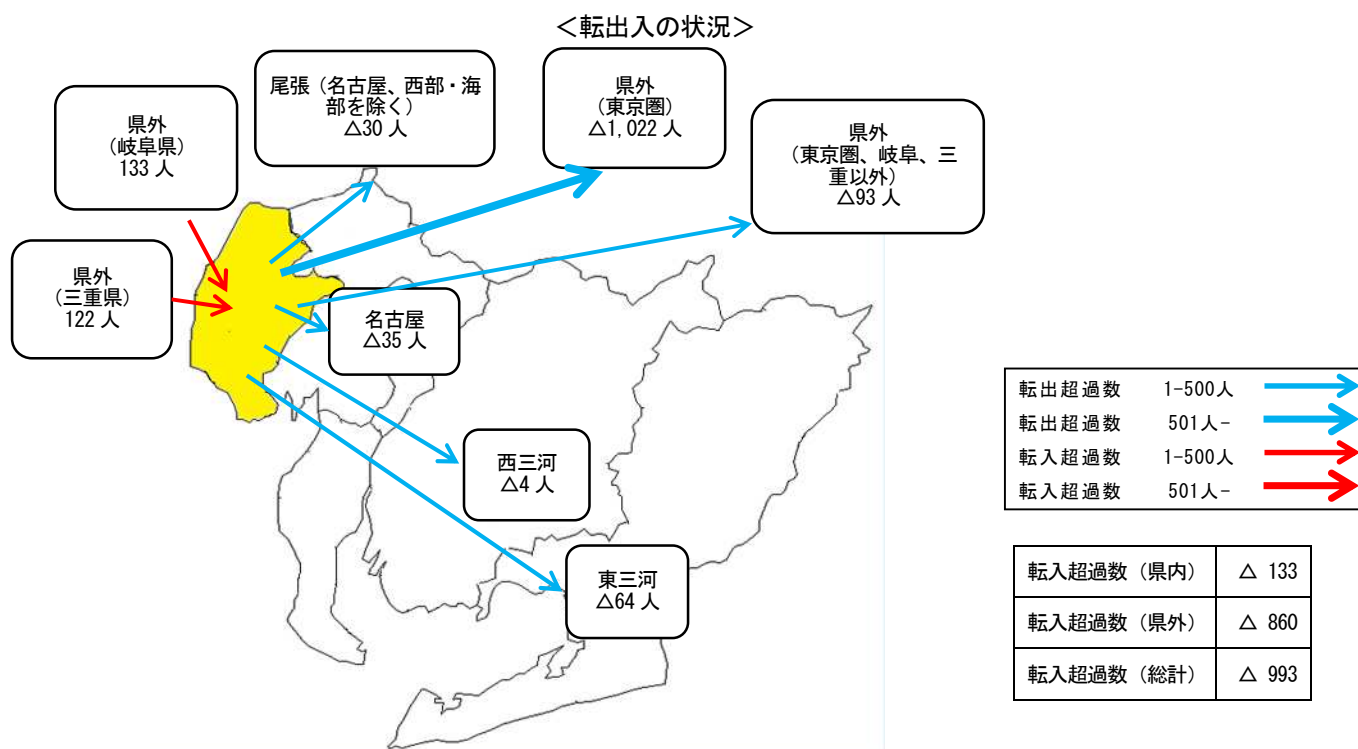 ＜転出入の状況＞
尾張（名古屋、西部・海
部を除く）
△30 人
県外
(東京圏)
△1,022 人
県外
(岐阜県)
133 人
県外
(東京圏、岐阜、三
重以外)
△93 人
県外
(三重県)
122 人
名古屋
△35 人
西三河
△4 人
東三河
△64 人
転出超過数 1-500人
転出超過数 501人-
転入超過数 1-500人
転入超過数 501人-
転入超過数（県内） △ 133
転入超過数（県外） △ 860
転入超過数（総計） △ 993